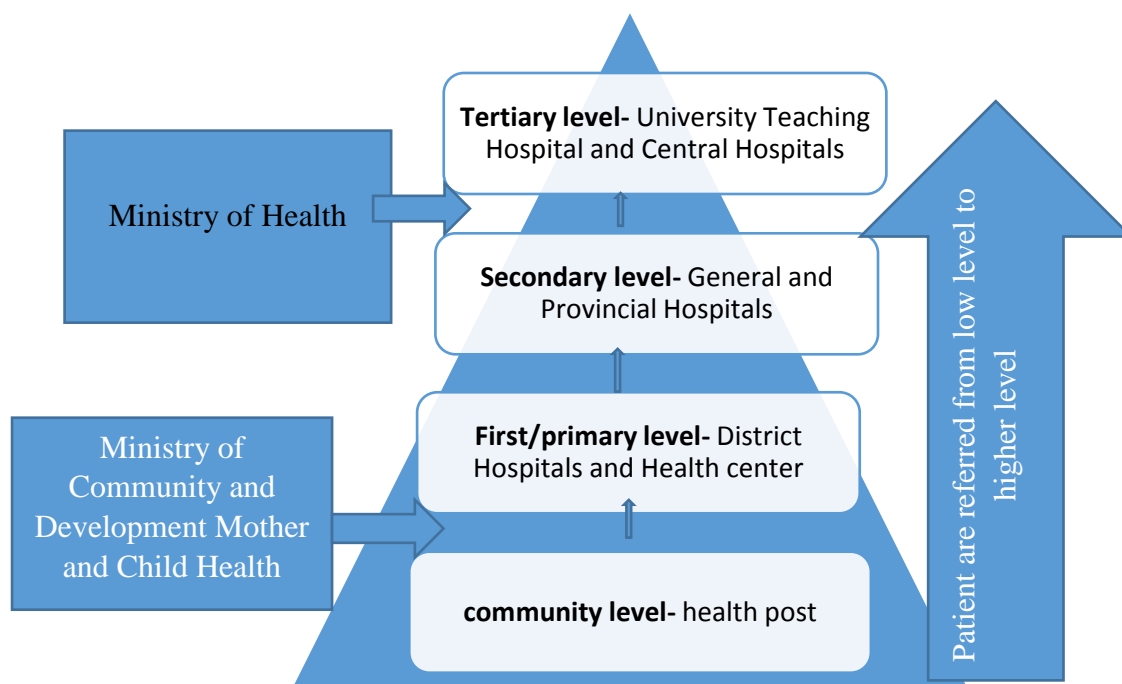 Tertiary level- University Teaching
Hospital and Central Hospitals
Ministry of Health
Secondary level- General and
Provincial Hospitals
First/primary level- District
Hospitals and Health center
Ministry of
Community and
Development Mother
and Child Health
community level- health post
Patient are referred from low level to
higher level